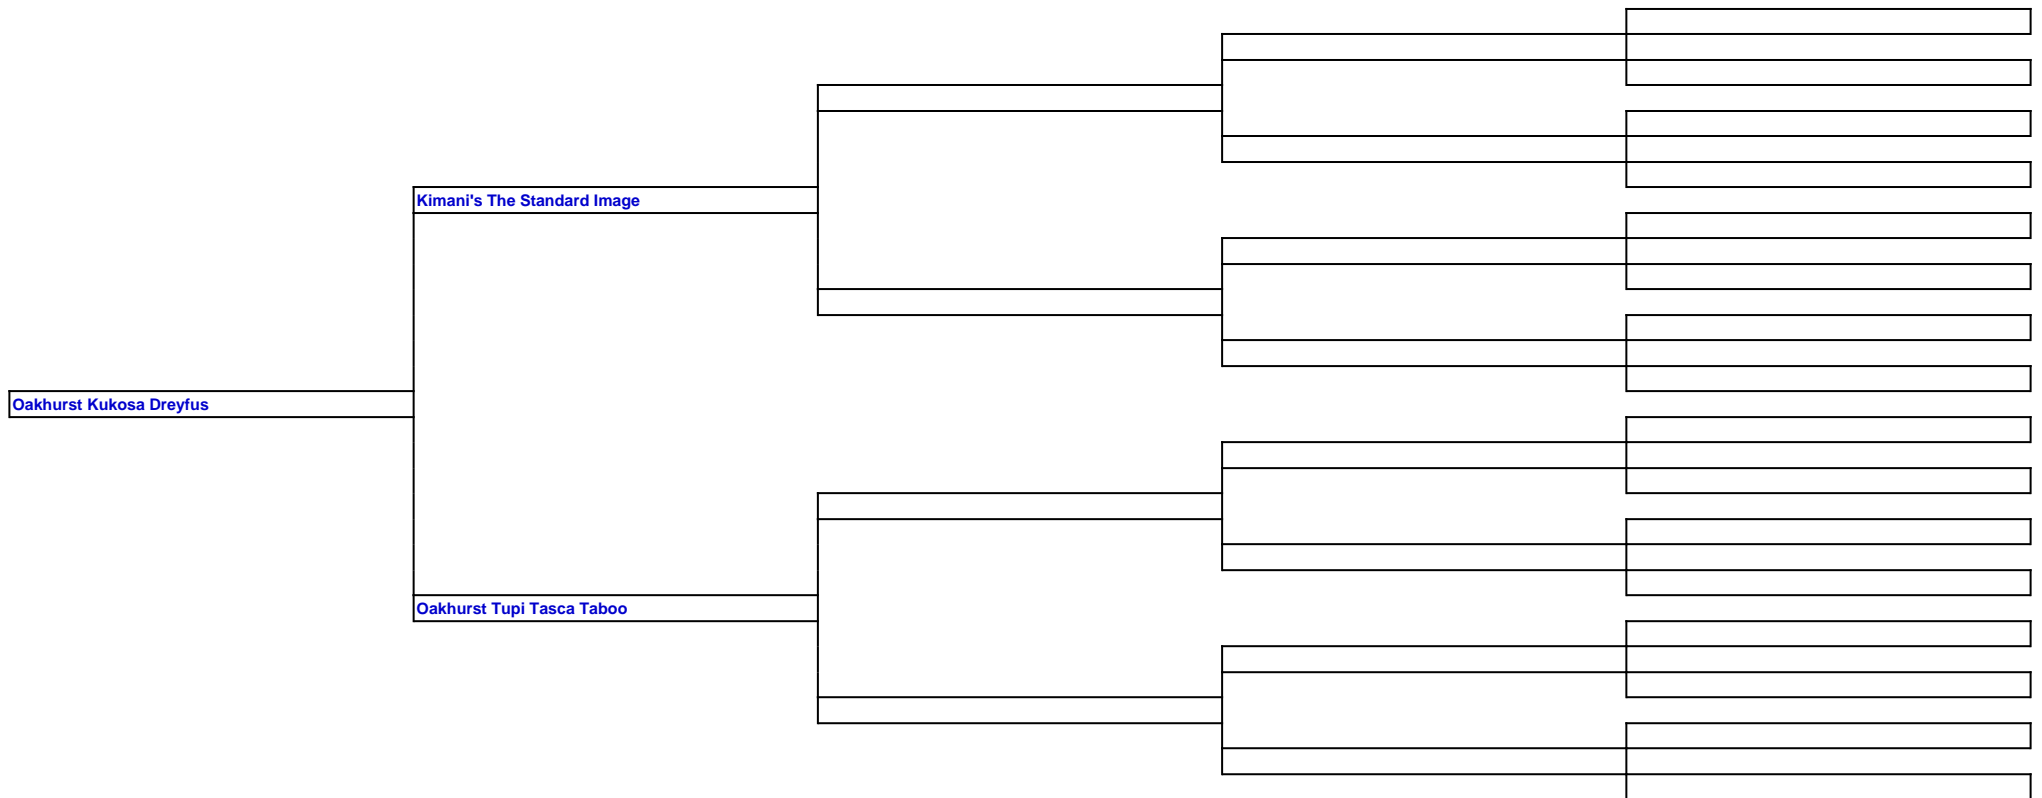 Kimani's The Standard Image
Oakhurst Kukosa Dreyfus
Oakhurst Tupi Tasca Taboo